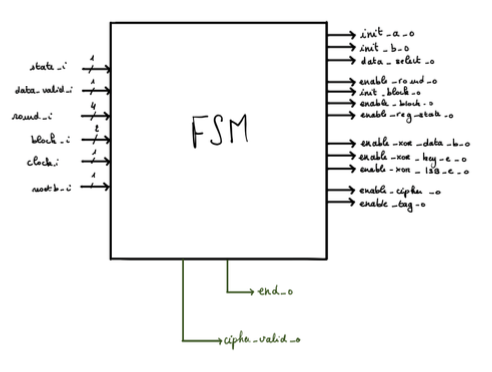 init_a_o
init_b_o
data_select_o
state_i
1
data_valid_i
1
round_i
4
block_i
2
clock_i
1
resetb_i
1
FSM
enable_round_o
init_block_o
enable_block_o
enable_reg_state_o
enable_xor_data_b_o
enable_xor_key_e_o
enable_xor_lsb_e_o
enable_cipher_o
enable_tag_o
end_o
cipher_valid_o